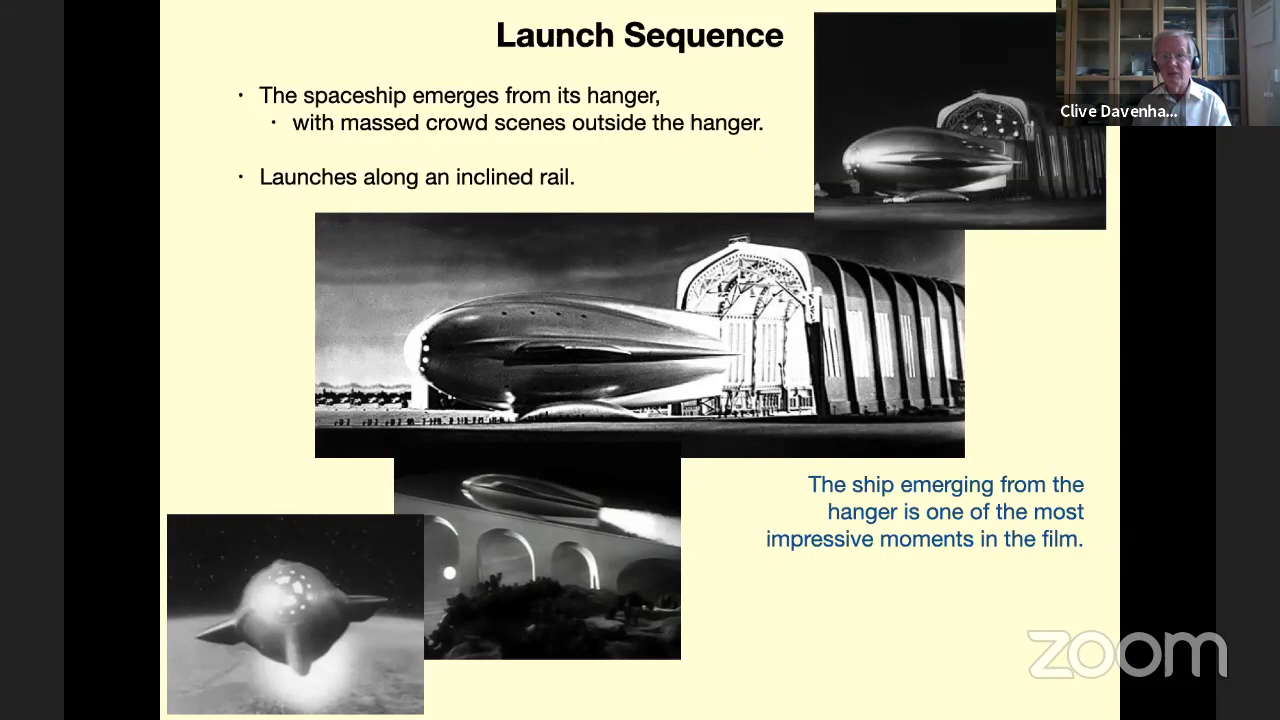 Launch Sequence
• The spaceship emerges from its hanger,
• with massed crowd scenes outside the hanger.
• Launches along an inclined rail.
Clive Davenha...
The ship emerging from the
hanger is one of the most
impressive moments in the film.
zoom